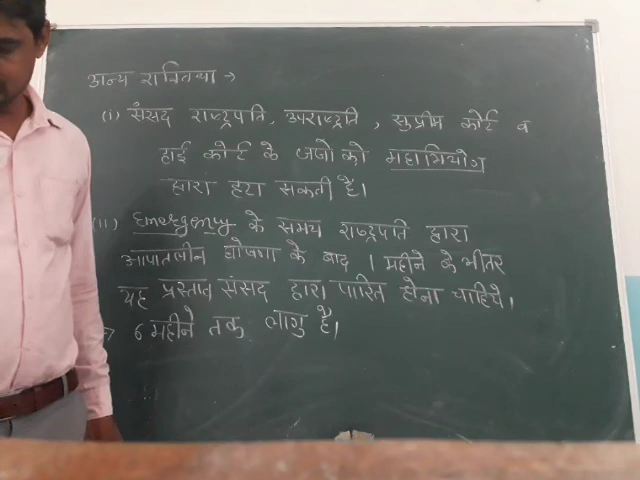 अन्य शक्तियां →
(i) संसद राष्ट्रपति, उपराष्ट्रपति, सुप्रीम कोर्ट व
हाई कोर्ट के जजो को महाभियोग
द्वारा हटा सकती है।
(ii) Emergency के समय राष्ट्रपति द्वारा
आपातलीन घोषणा के बाद 1 महीने के भीतर
यह प्रस्ताव संसद द्वारा पारित होना चाहिये।
→ 6 महीने तक लागु है।